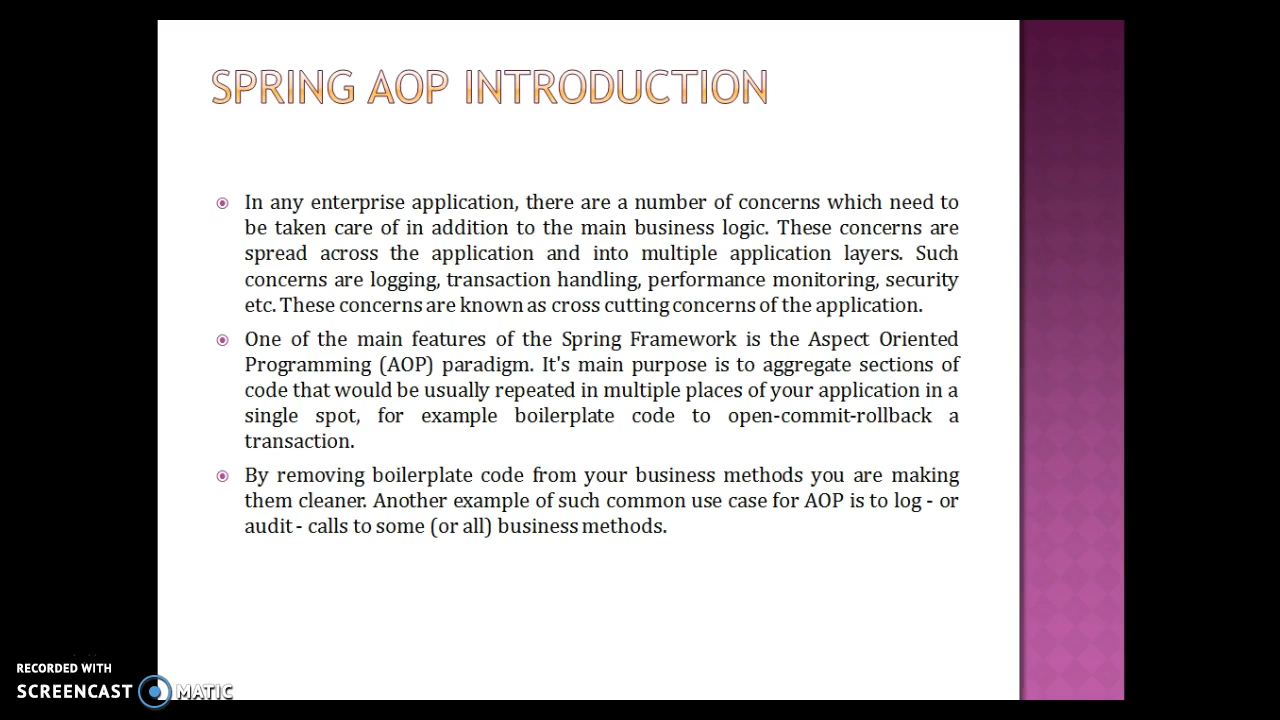 SPRING AOP INTRODUCTION
In any enterprise application, there are a number of concerns which need to
be taken care of in addition to the main business logic. These concerns are
spread across the application and into multiple application layers. Such
concerns are logging, transaction handling, performance monitoring, security
etc. These concerns are known as cross cutting concerns of the application.
One of the main features of the Spring Framework is the Aspect Oriented
Programming (AOP) paradigm. It's main purpose is to aggregate sections of
code that would be usually repeated in multiple places of your application in a
single spot, for example boilerplate code to open-commit-rollback a
transaction.
By removing boilerplate code from your business methods you are making
them cleaner. Another example of such common use case for AOP is to log - or
audit - calls to some (or all) business methods.
RECORDED WITH
SCREENCAST MATIC